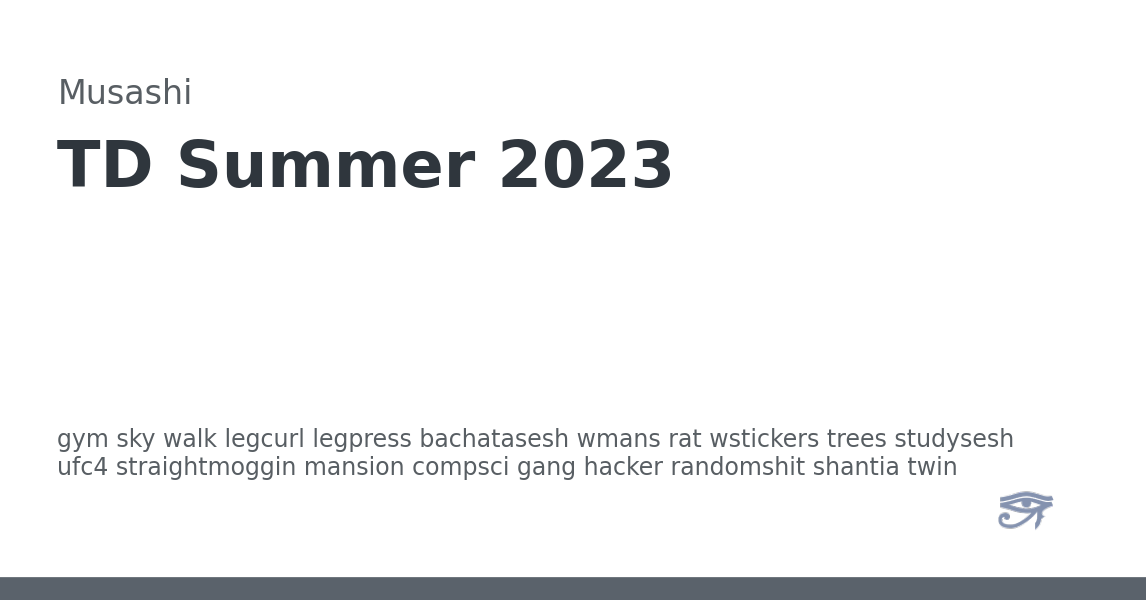 Musashi
TD Summer 2023
gym sky walk legcurl legpress bachatasesh wmans rat wstickers trees studysesh
ufc4 straightmoggin mansion compsci gang hacker randomshit shantia twin